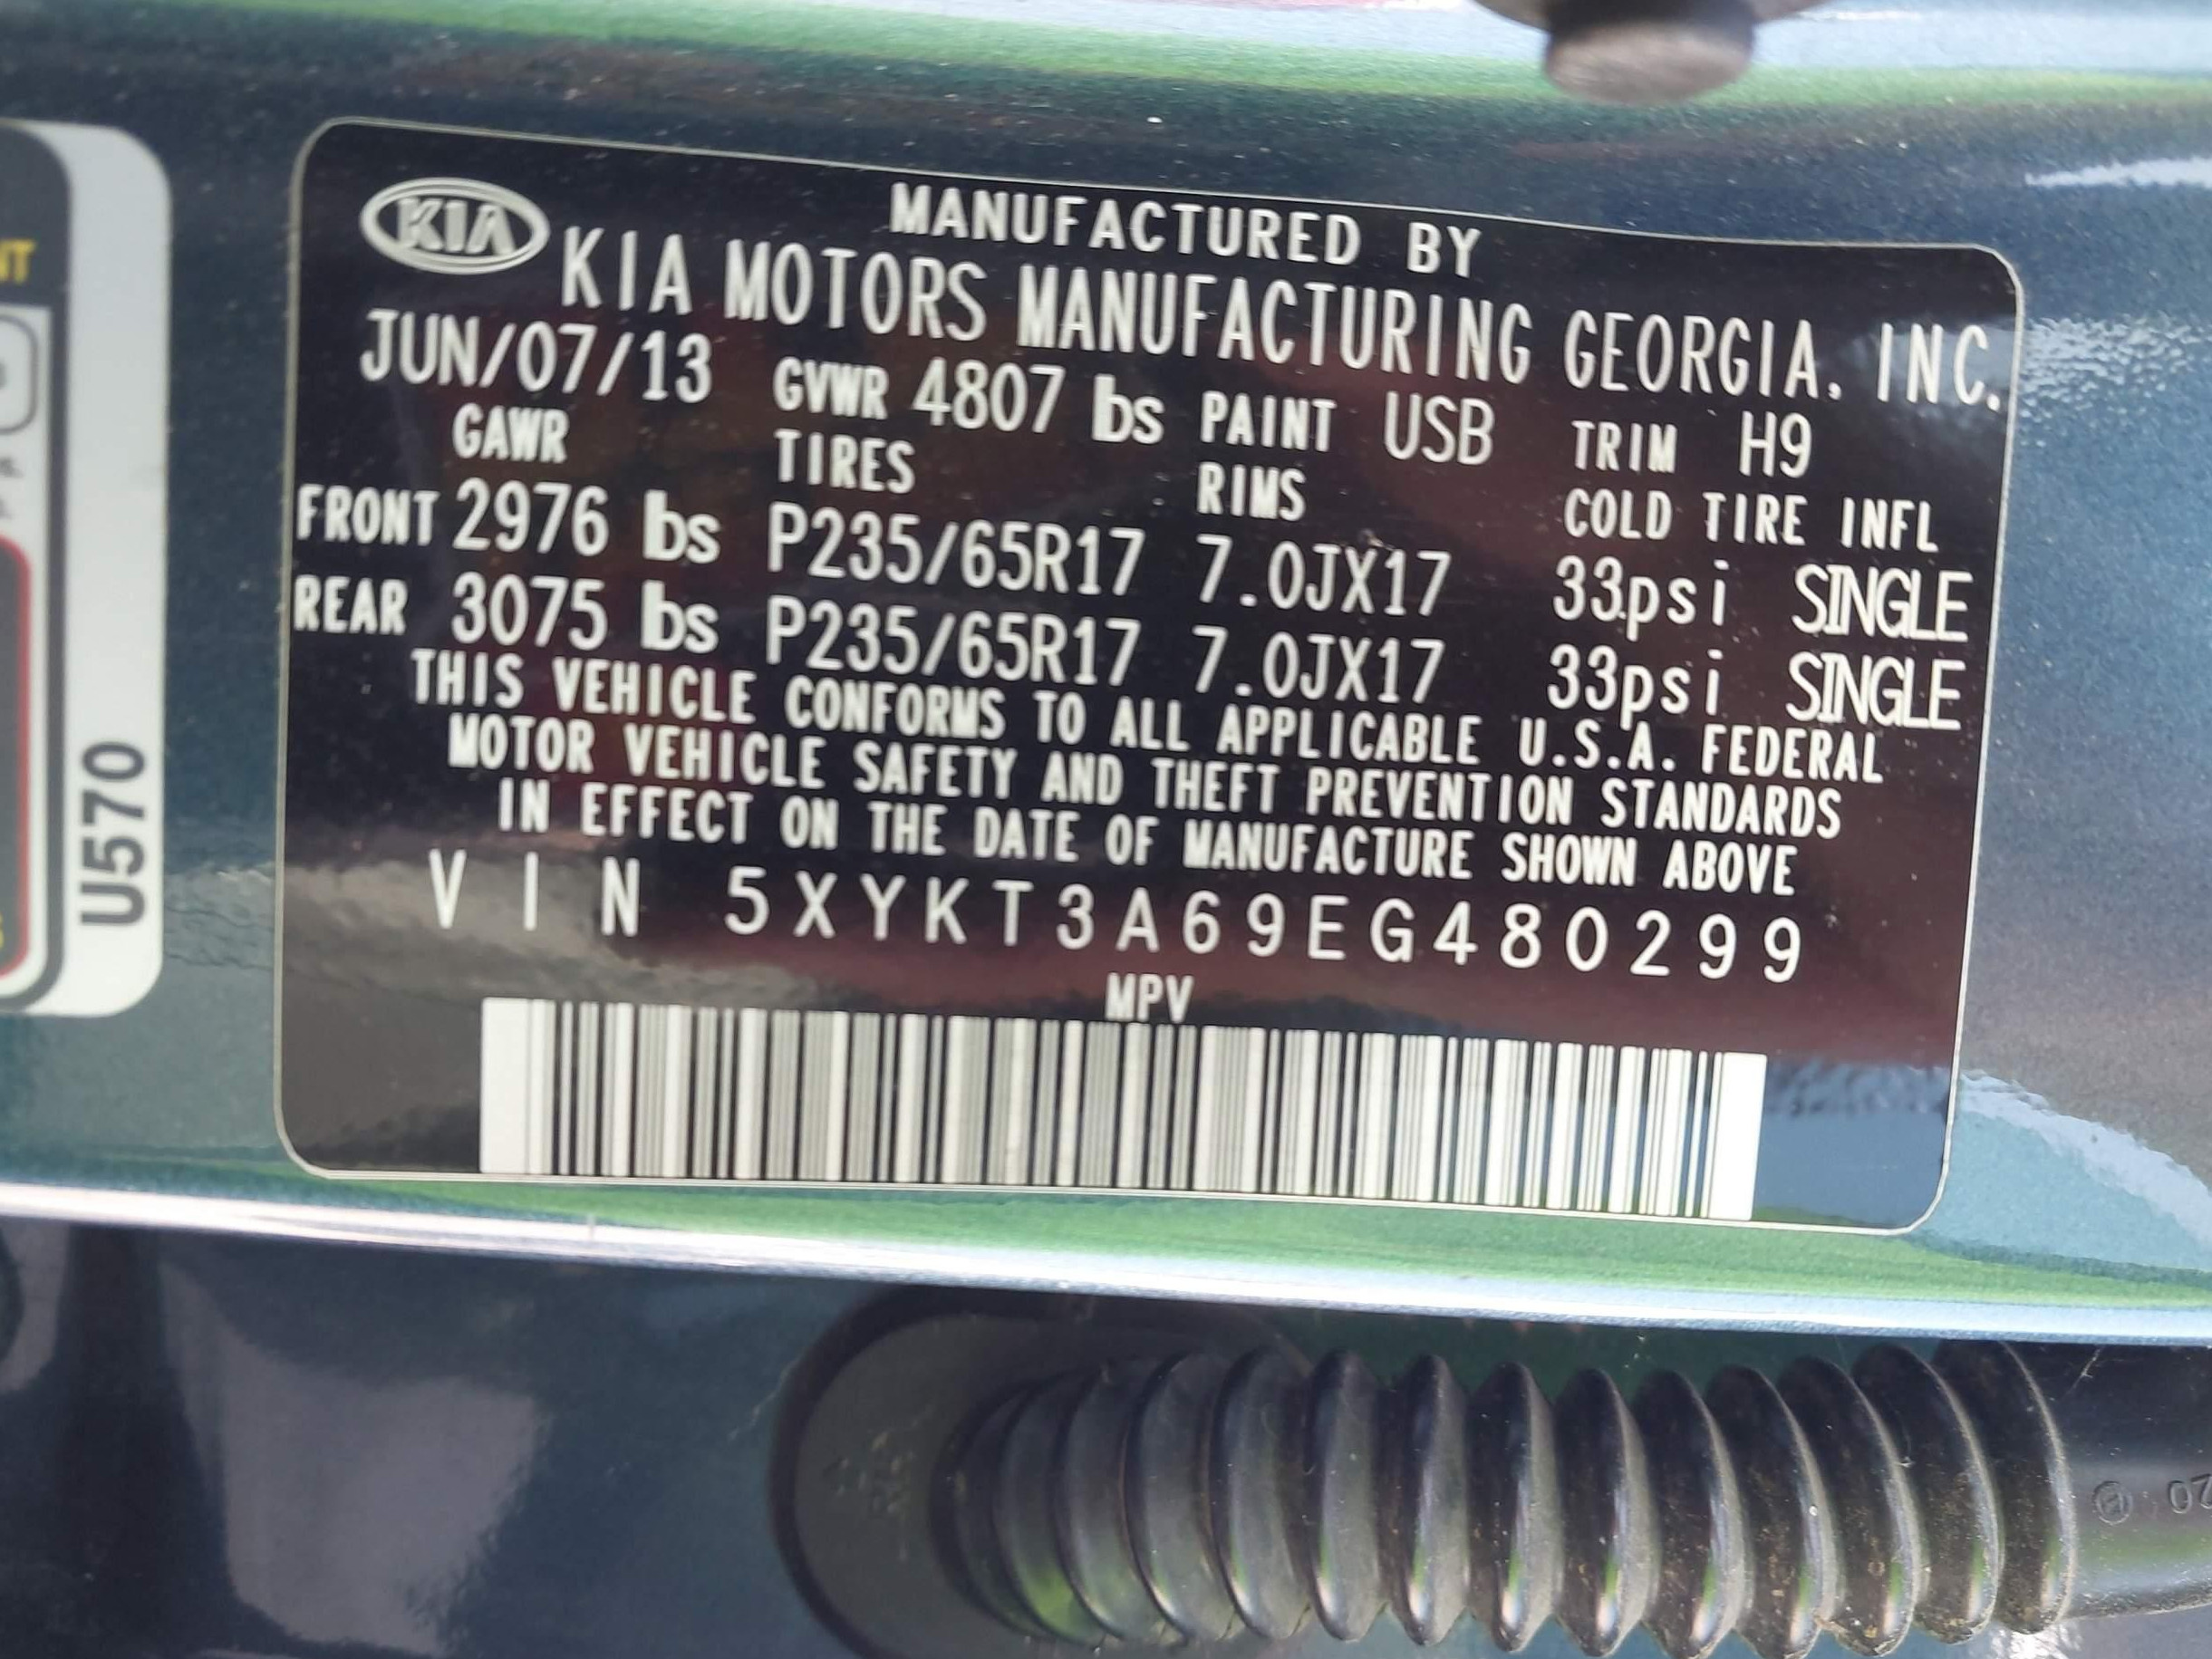 KIA
MANUFACTURED BY
KIA MOTORS MANUFACTURING GEORGIA, INC.
JUN/07/13 GVWR 4807 lbs PAINT USB TRIM H9
GAWR TIRES RIMS COLD TIRE INFL
FRONT 2976 lbs P235/65R17 7.0JX17 33psi SINGLE
REAR 3075 lbs P235/65R17 7.0JX17 33psi SINGLE
THIS VEHICLE CONFORMS TO ALL APPLICABLE U.S.A. FEDERAL
MOTOR VEHICLE SAFETY AND THEFT PREVENTION STANDARDS
IN EFFECT ON THE DATE OF MANUFACTURE SHOWN ABOVE
VIN 5XYKT3A69EG480299
MPV
U570
07